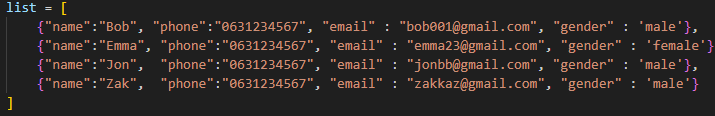 list = [
    {"name":"Bob", "phone":"0631234567", "email" : "bob001@gmail.com", "gender" : 'male'},
    {"name":"Emma", "phone":"0631234567", "email" : "emma23@gmail.com", "gender" : 'female'}
    {"name":"Jon",  "phone":"0631234567", "email" : "jonbb@gmail.com", "gender" : 'male'},
    {"name":"Zak",  "phone":"0631234567", "email" : "zakkaz@gmail.com", "gender" : 'male'}
]